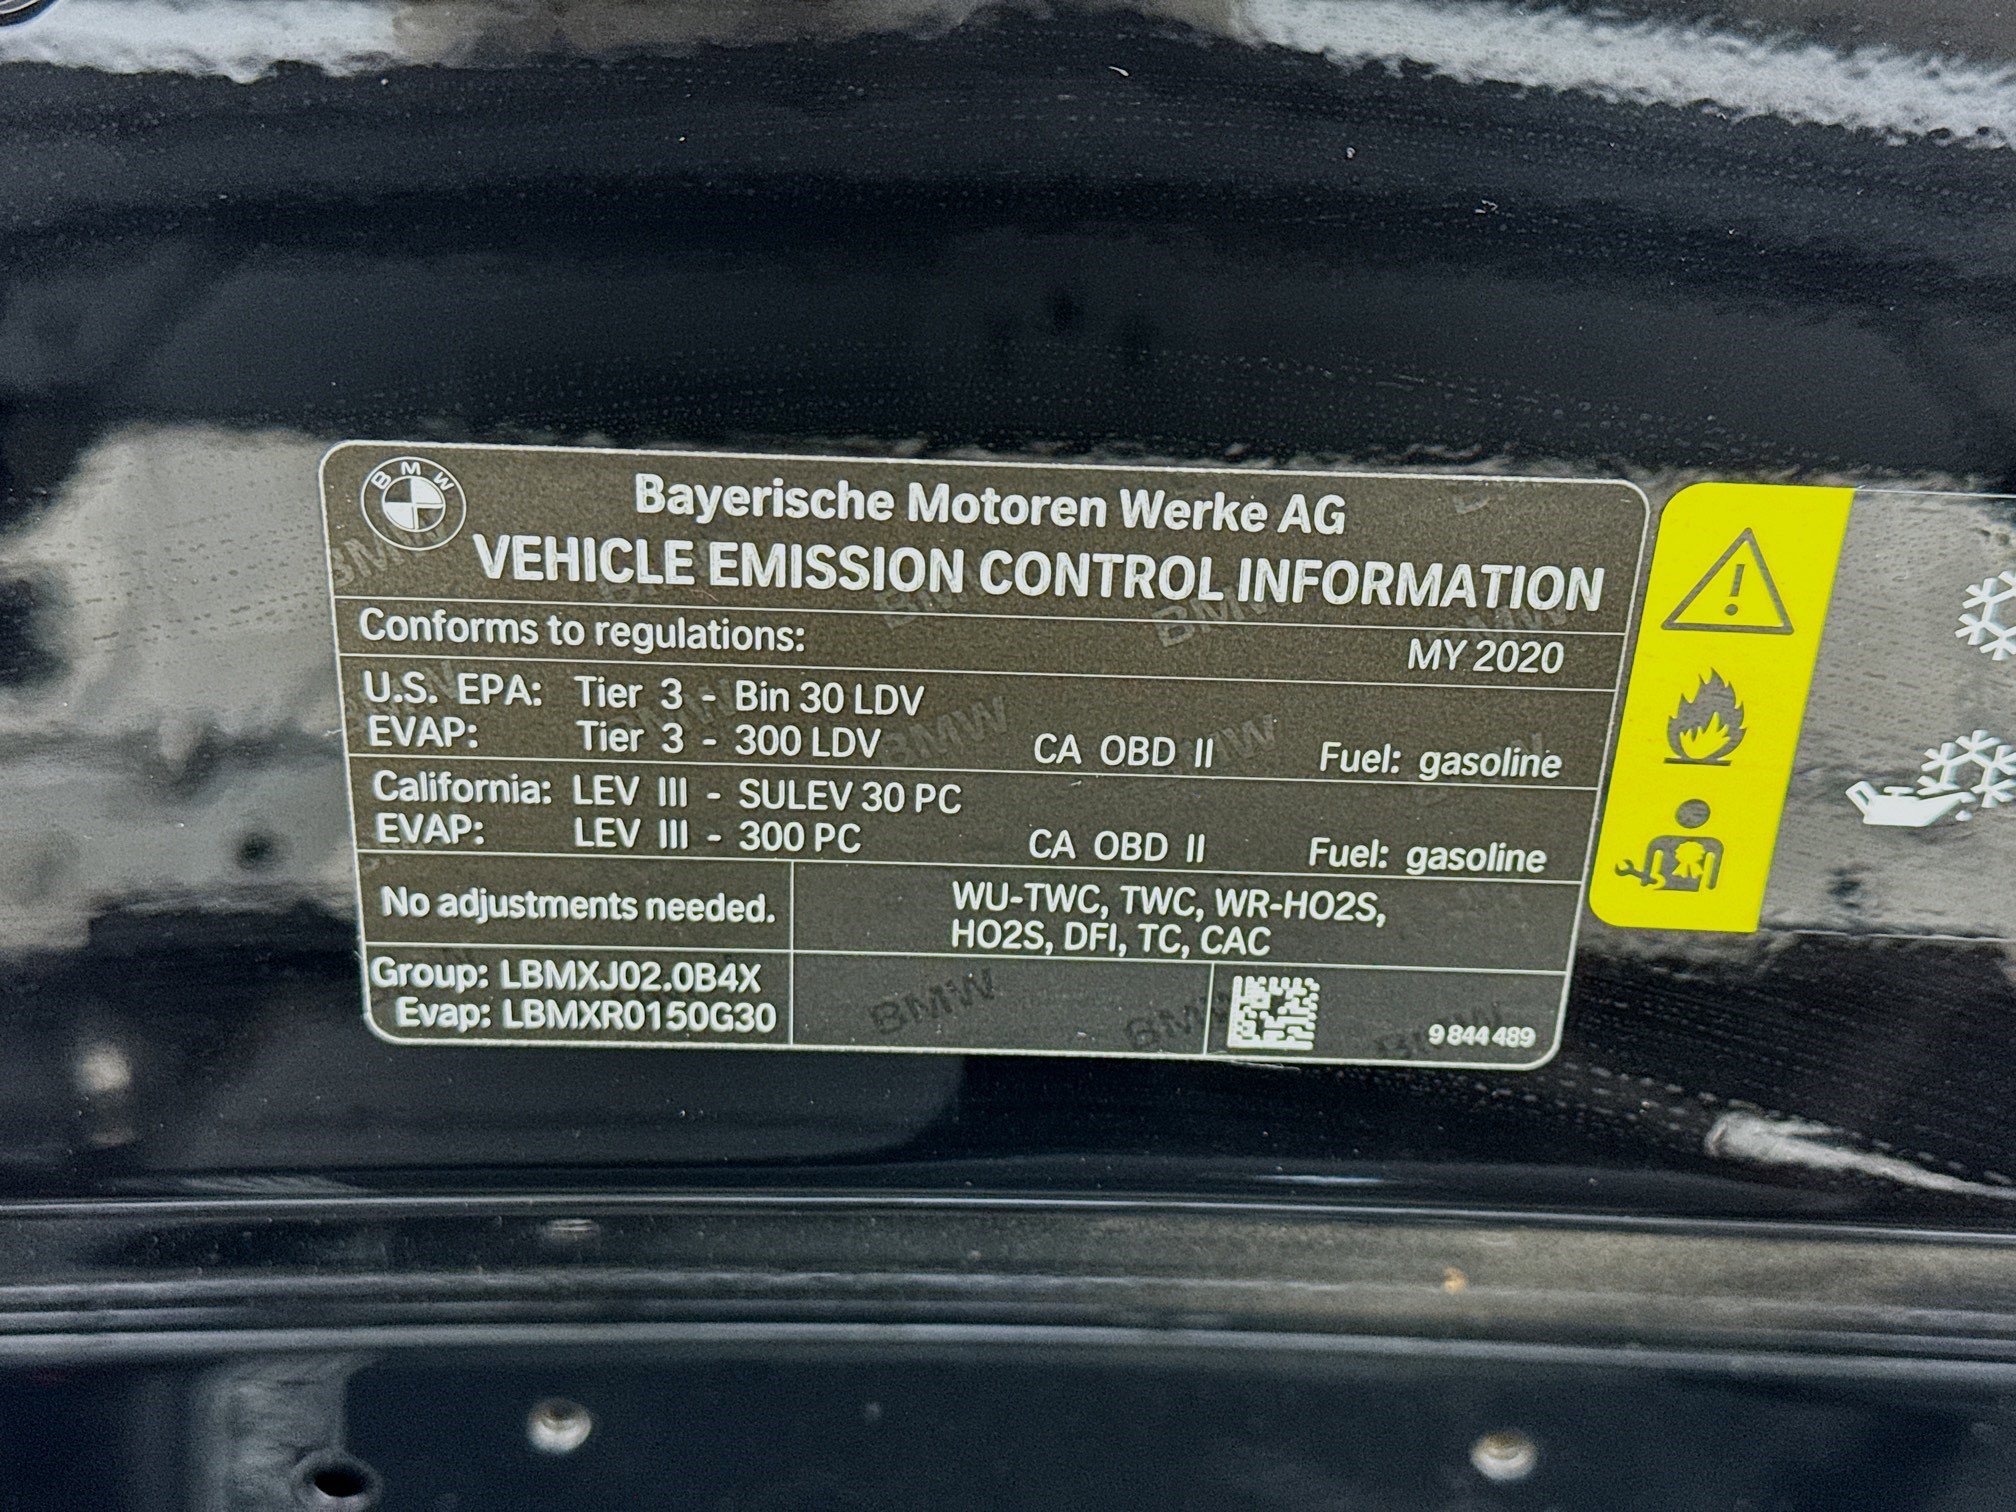 BMW
Bayerische Motoren Werke AG
VEHICLE EMISSION CONTROL INFORMATION
Conforms to regulations: MY 2020
U.S. EPA: Tier 3 - Bin 30 LDV
EVAP: Tier 3 - 300 LDV CA OBD II Fuel: gasoline
California: LEV III - SULEV 30 PC
EVAP: LEV III - 300 PC CA OBD II Fuel: gasoline
No adjustments needed.
WU-TWC, TWC, WR-HO2S,
HO2S, DFI, TC, CAC
Group: LBMXJ02.0B4X
Evap: LBMXR0150G30
9 844 489